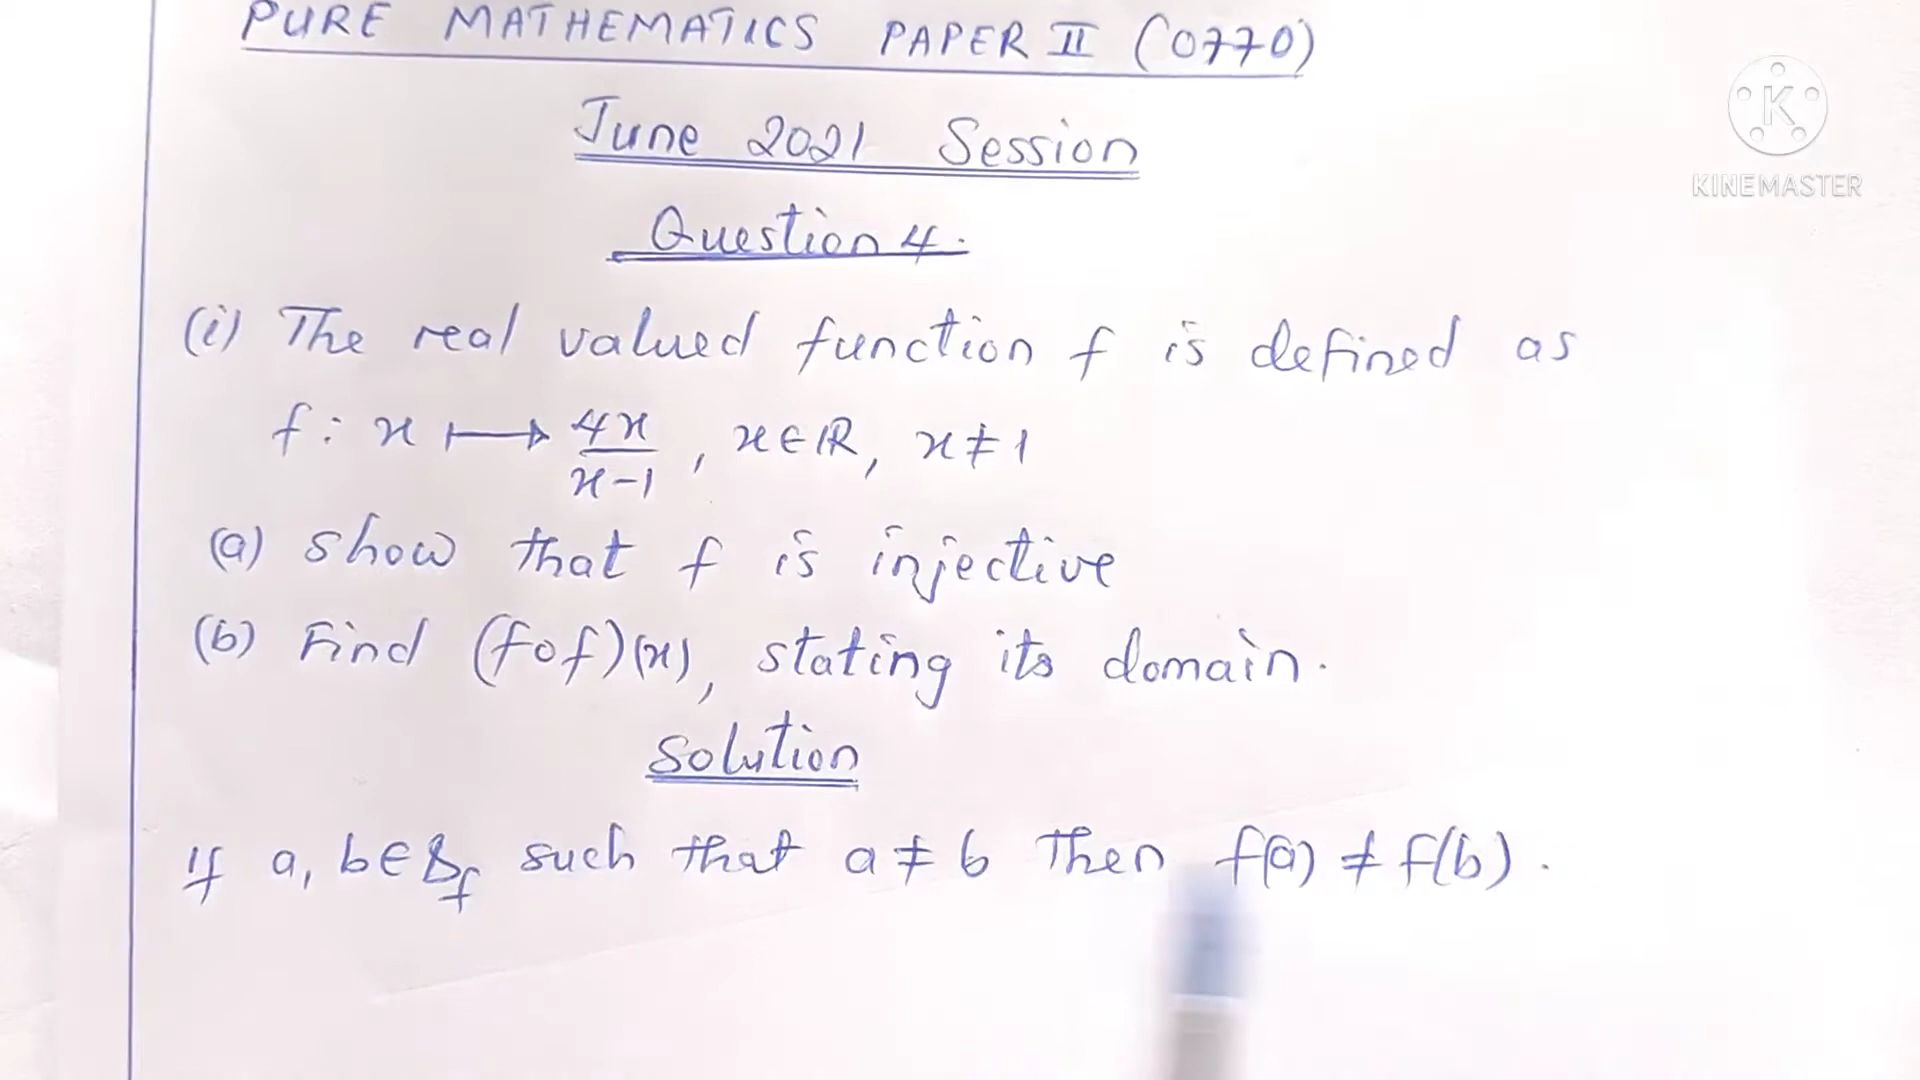 PURE MATHEMATICS PAPER II (0770)
June 2021 Session
Question 4.
(i) The real valued function f is defined as
f: x ⟼ 4x/(x-1), x∈ℝ, x≠1
(a) show that f is injective
(b) Find (fof)(x), stating its domain.
Solution
If a, b∈D_f such that a≠b Then f(a) ≠ f(b).
K
KINEMASTER